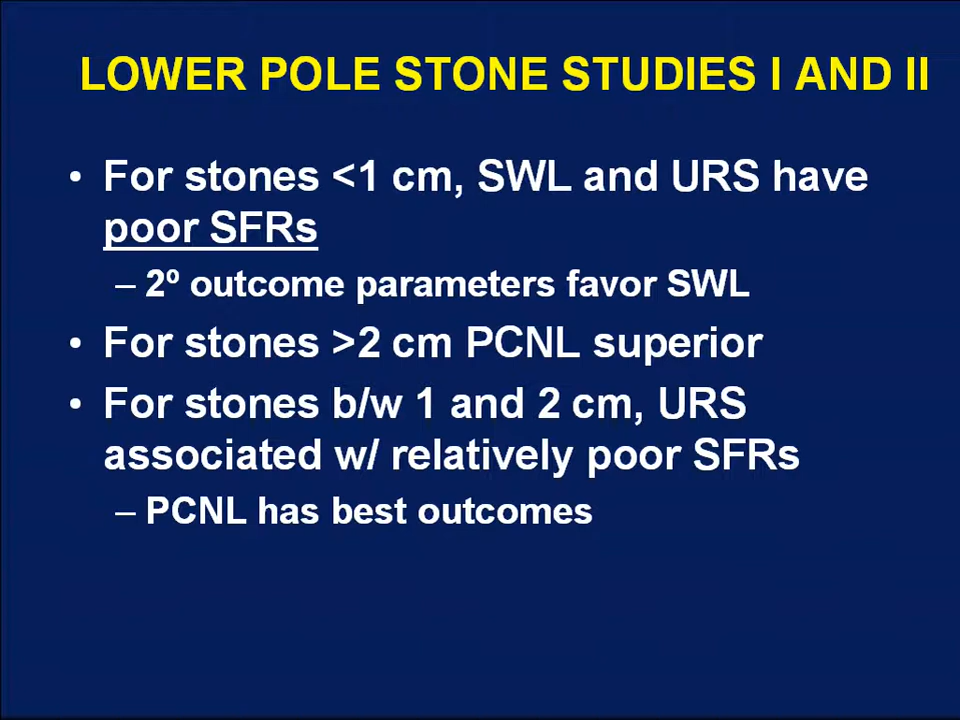 LOWER POLE STONE STUDIES I AND II
• For stones <1 cm, SWL and URS have
poor SFRs
– 2º outcome parameters favor SWL
• For stones >2 cm PCNL superior
• For stones b/w 1 and 2 cm, URS
associated w/ relatively poor SFRs
– PCNL has best outcomes